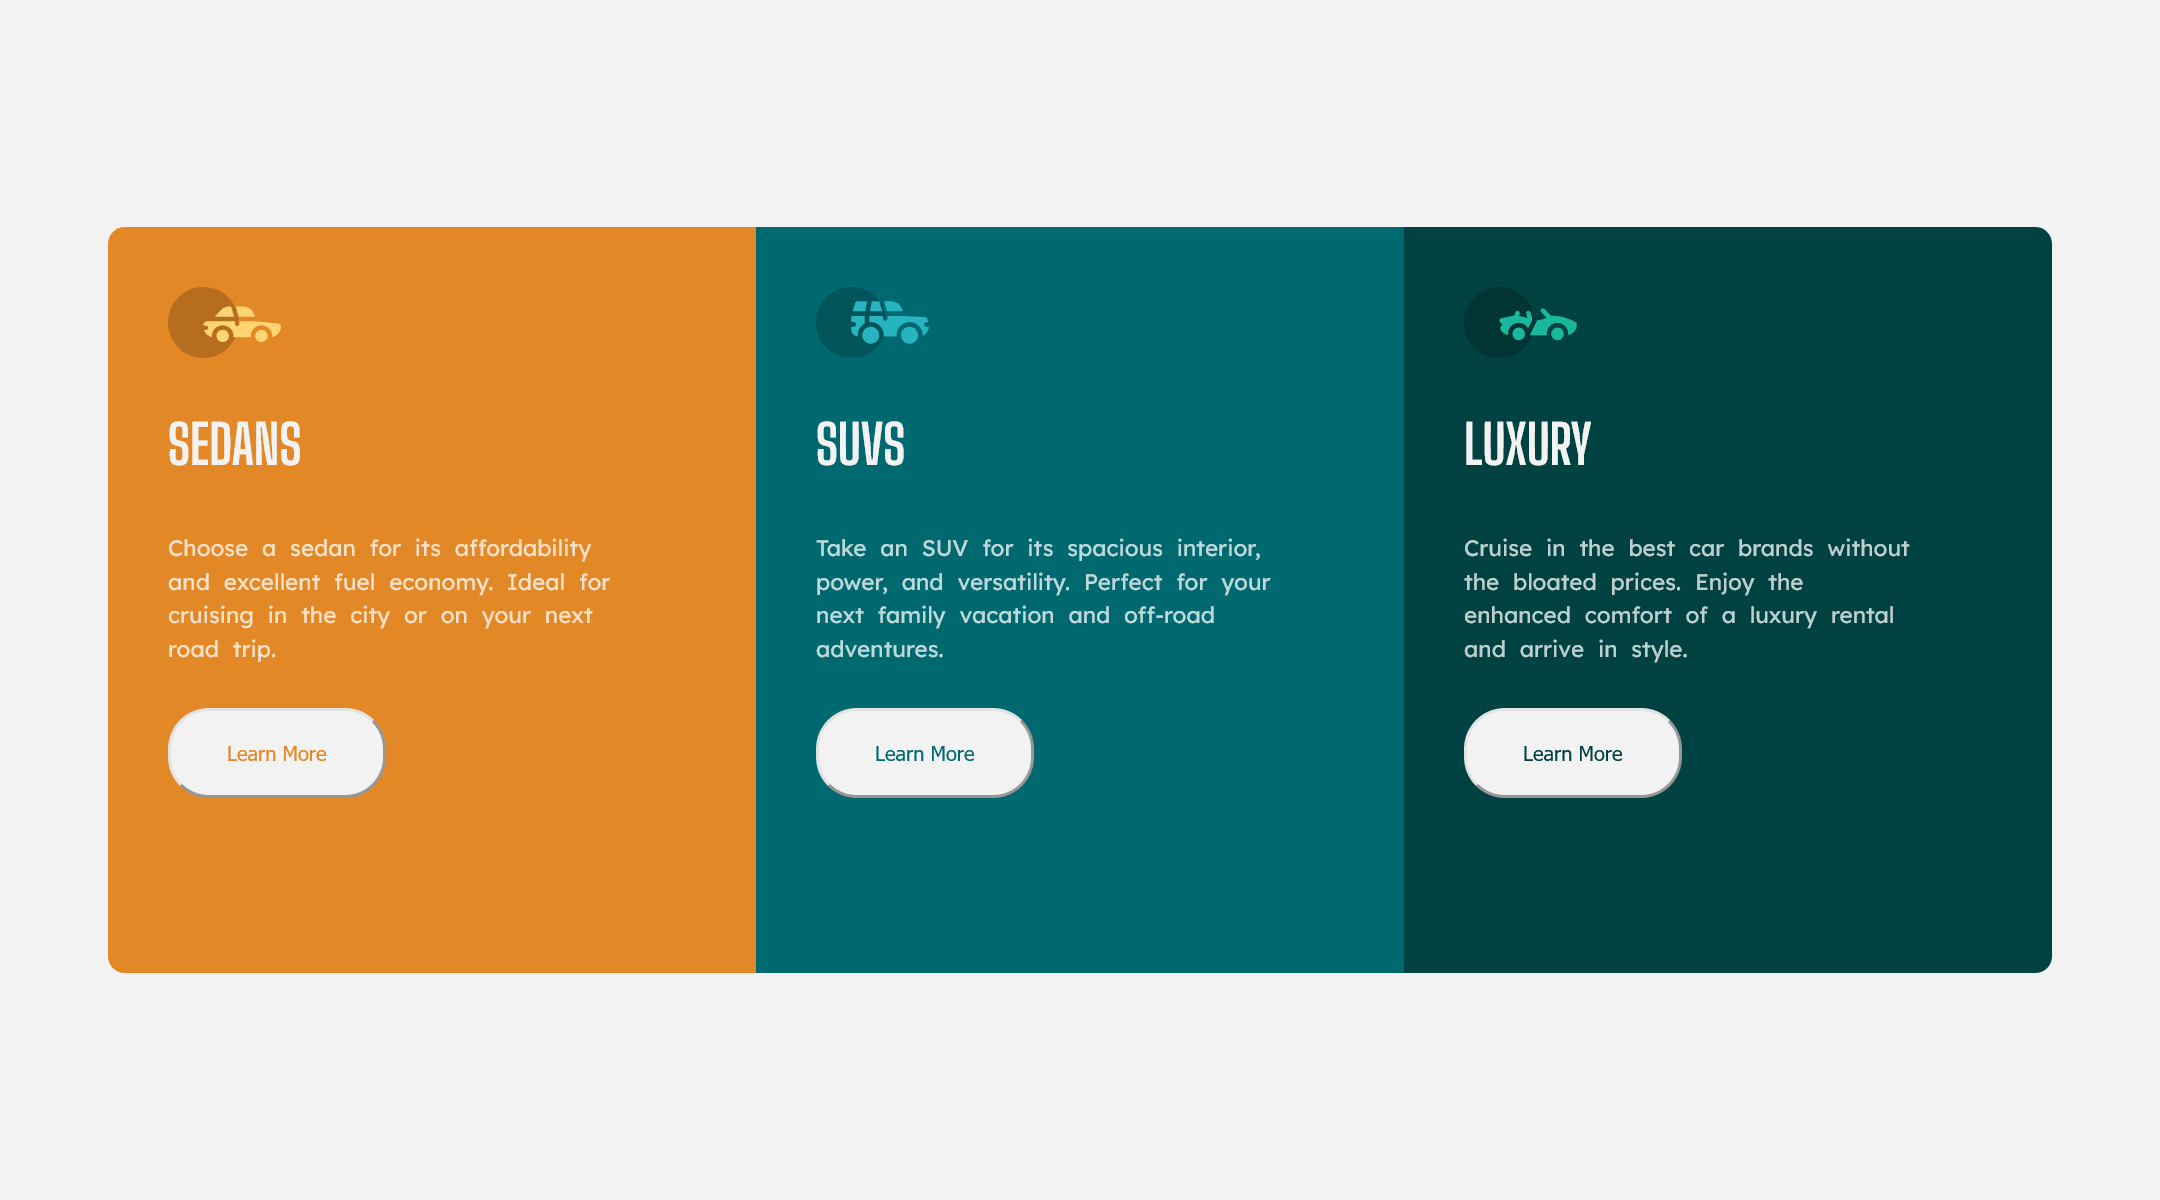 SEDANS
Choose a sedan for its affordability
and excellent fuel economy. Ideal for
cruising in the city or on your next
road trip.
Learn More
SUVS
Take an SUV for its spacious interior,
power, and versatility. Perfect for your
next family vacation and off-road
adventures.
Learn More
LUXURY
Cruise in the best car brands without
the bloated prices. Enjoy the
enhanced comfort of a luxury rental
and arrive in style.
Learn More